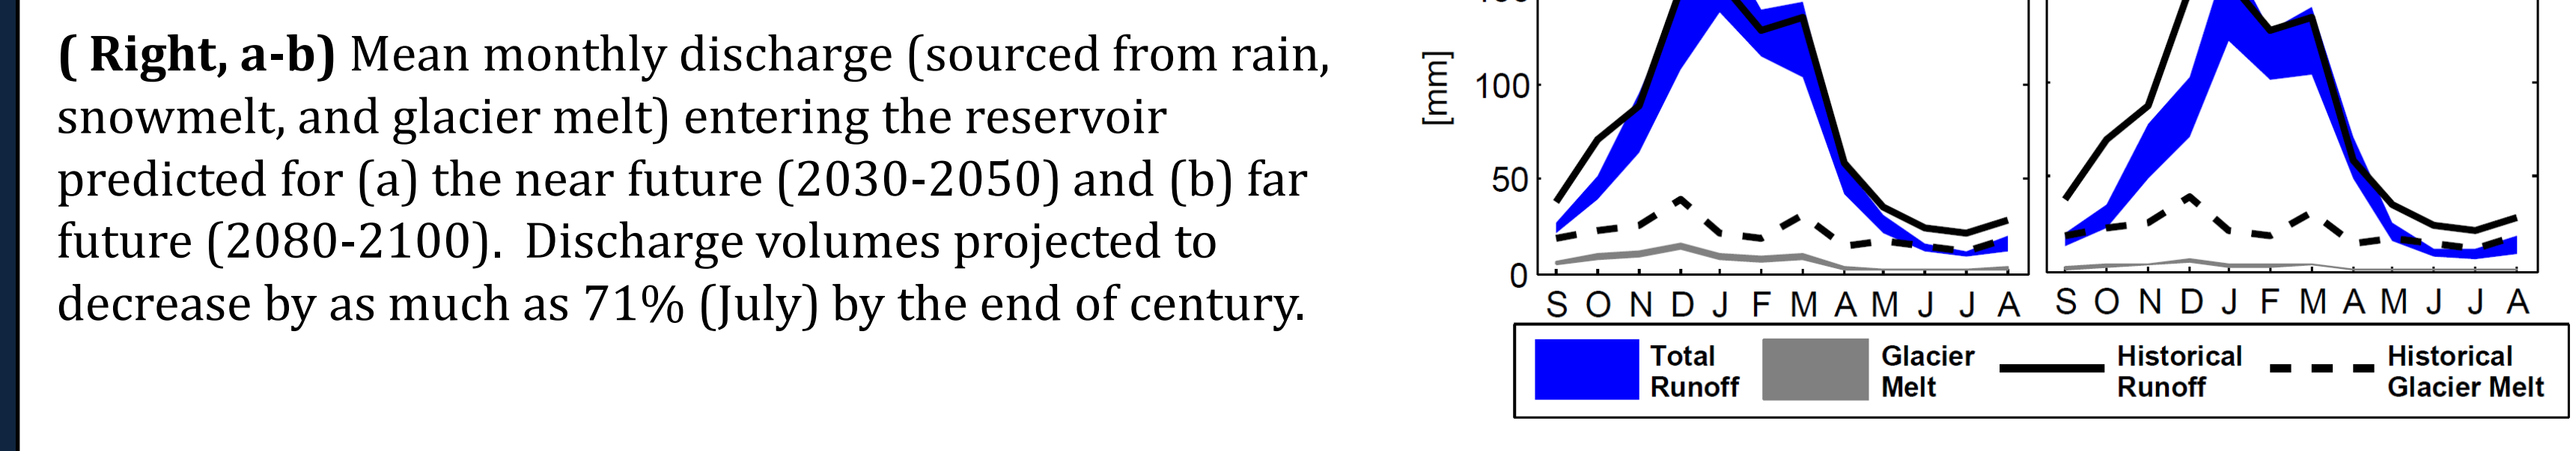 ( Right, a-b) Mean monthly discharge (sourced from rain,
snowmelt, and glacier melt) entering the reservoir
predicted for (a) the near future (2030-2050) and (b) far
future (2080-2100). Discharge volumes projected to
decrease by as much as 71% (July) by the end of century.
[mm]
100
50
0
S O N D J F M A M J J A
S O N D J F M A M J J A
Total
Runoff
Glacier
Melt
Historical
Runoff
Historical
Glacier Melt